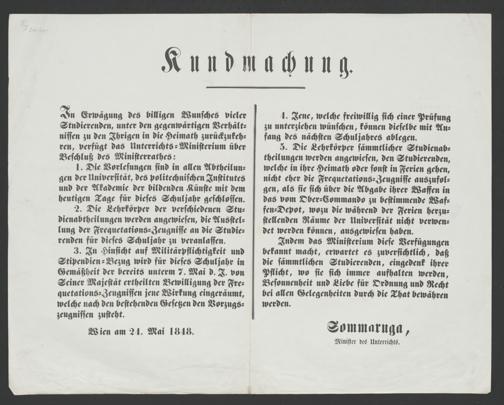 Kundmachung.
In Erwägung des billigen Wunsches vieler
Studierenden, unter den gegenwärtigen Verhält-
nissen zu den Ihrigen in die Heimath zurückzukeh-
ren, verfügt das Unterrichts-Ministerium über
Beschluß des Ministerrathes:
1. Die Vorlesungen sind in allen Abtheilun-
gen der Universität, des politechnischen Institutes
und der Akademie der bildenden Künste mit dem
heutigen Tage für dieses Schuljahr geschlossen.
2. Die Lehrkörper der verschiedenen Stu-
dienabtheilungen werden angewiesen, die Ausstel-
lung der Frequetations-Zeugnisse an die Studie-
renden für dieses Schuljahr zu veranlassen.
3. In Hinsicht auf Militärpflichtigkeit und
Stipendien-Bezug wird für dieses Schuljahr in
Gemäßheit der bereits unterm 7. Mai d. J. von
Seiner Majestät ertheilten Bewilligung der Fre-
quetations-Zeugnissen jene Wirkung eingeräumt,
welche nach den bestehenden Gesetzen den Vorzugs-
zeugnissen zusteht.
Wien am 24. Mai 1848.
4. Jene, welche freiwillig sich einer Prüfung
zu unterziehen wünschen, können dieselbe mit An-
fang des nächsten Schuljahres ablegen.
5. Die Lehrkörper sämmtlicher Studienab-
theilungen werden angewiesen, den Studierenden,
welche in ihre Heimath oder sonst in Ferien gehen,
nicht eher die Frequetations-Zeugnisse auszufol-
gen, als sie sich über die Abgabe ihrer Waffen in
das vom Ober-Commando zu bestimmende Waf-
fen-Depot, wozu die während der Ferien herzu-
stellenden Räume der Universität nicht verwen-
det werden können, ausgewiesen haben.
Indem das Ministerium diese Verfügungen
bekannt macht, erwartet es zuversichtlich, daß
die sämmtlichen Studierenden, eingedenk ihrer
Pflicht, wo sie sich immer aufhalten werden,
Besonnenheit und Liebe für Ordnung und Recht
bei allen Gelegenheiten durch die That bewähren
werden.
Sommaruga,
Minister des Unterrichts.